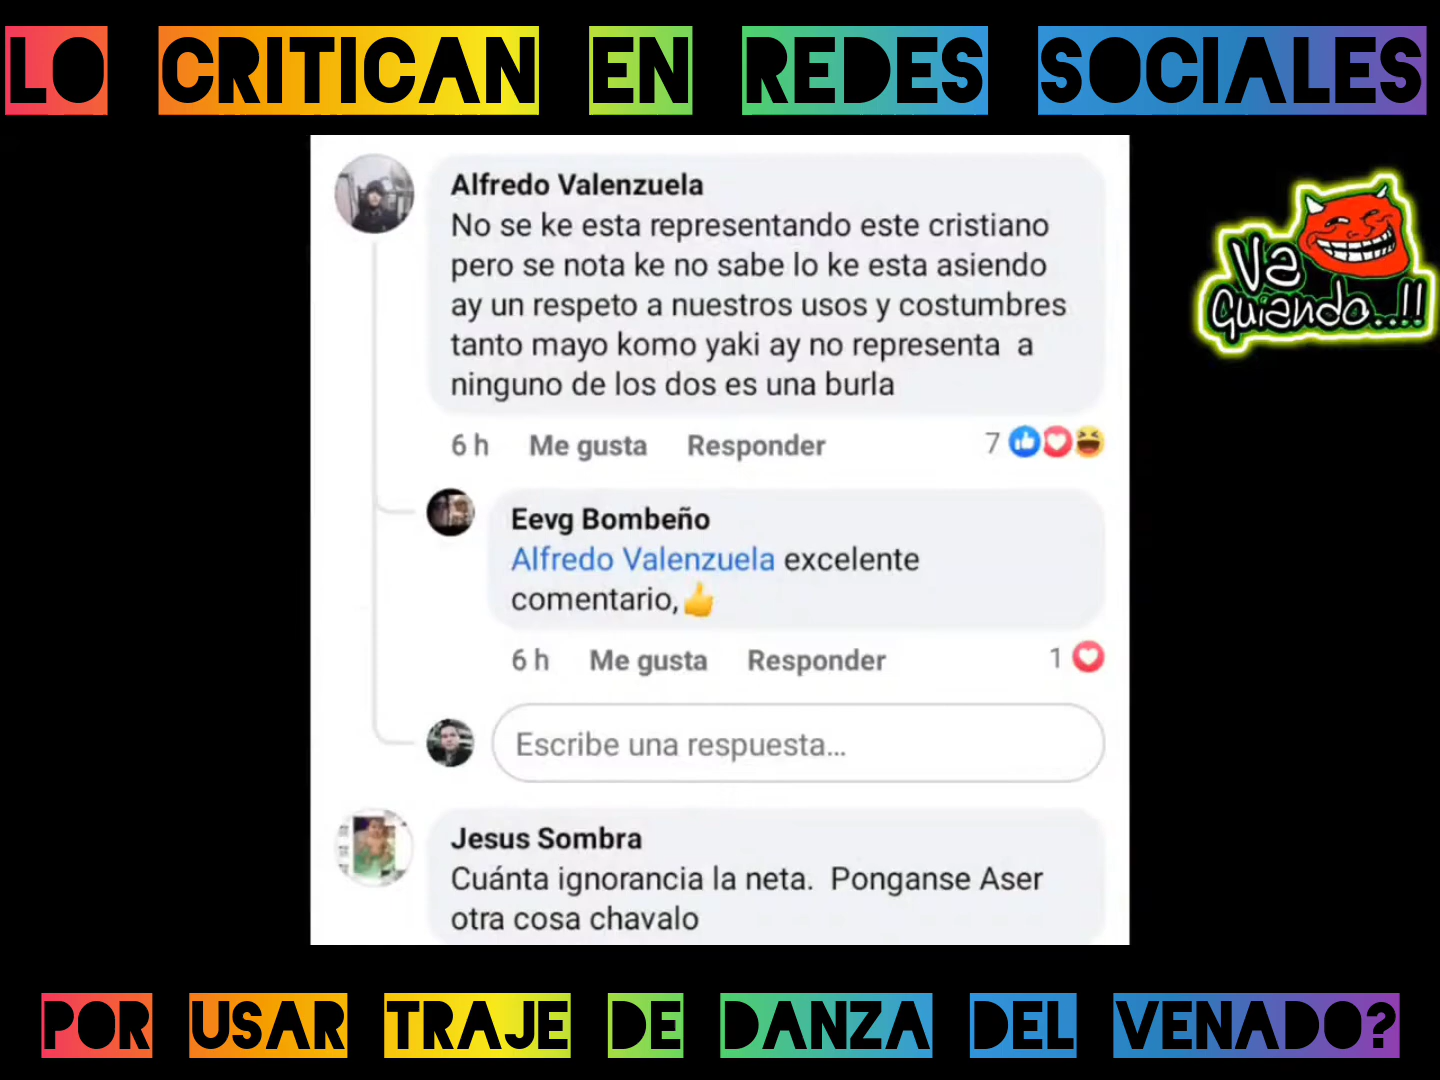 LO CRITICAN EN REDES SOCIALES
Alfredo Valenzuela
No se ke esta representando este cristiano
pero se nota ke no sabe lo ke esta asiendo
ay un respeto a nuestros usos y costumbres
tanto mayo komo yaki ay no representa a
ninguno de los dos es una burla
6 h Me gusta Responder 7
Va
Guiando..!!
Eevg Bombeño
Alfredo Valenzuela excelente
comentario,👍
6 h Me gusta Responder 1
Escribe una respuesta...
Jesus Sombra
Cuánta ignorancia la neta. Ponganse Aser
otra cosa chavalo
POR USAR TRAJE DE DANZA DEL VENADO?